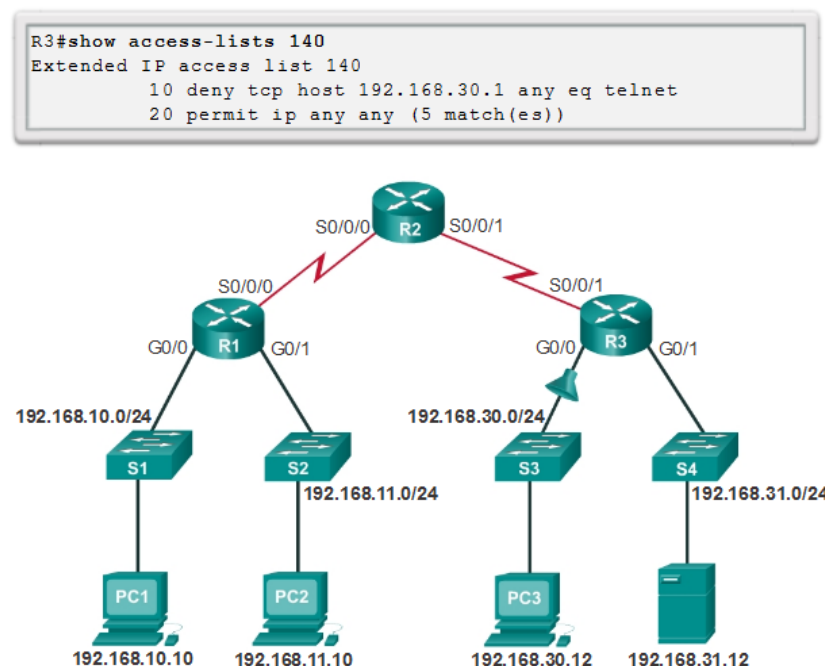 R3#show access-lists 140
Extended IP access list 140
10 deny tcp host 192.168.30.1 any eq telnet
20 permit ip any any (5 match(es))
S0/0/0
R2
S0/0/1
S0/0/0
S0/0/1
G0/0
R1
G0/1
G0/0
R3
G0/1
192.168.10.0/24
192.168.30.0/24
S1
S2
S3
S4
192.168.11.0/24
192.168.31.0/24
PC1
PC2
PC3
192.168.10.10
192.168.11.10
192.168.30.12
192.168.31.12